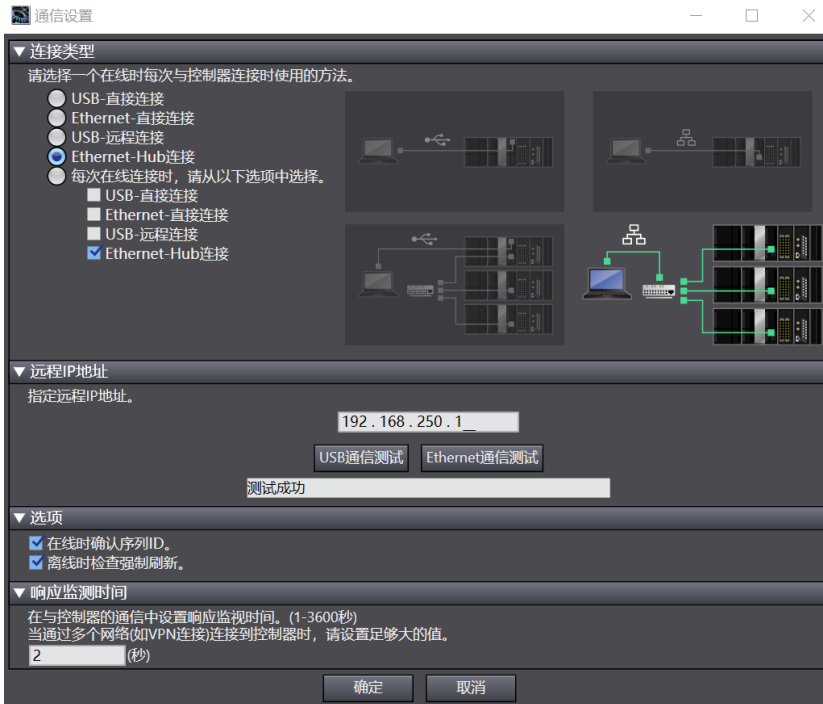 通信设置
▼ 连接类型
请选择一个在线时每次与控制器连接时使用的方法。
USB-直接连接
Ethernet-直接连接
USB-远程连接
Ethernet-Hub连接
每次在线连接时，请从以下选项中选择。
USB-直接连接
Ethernet-直接连接
USB-远程连接
Ethernet-Hub连接
▼ 远程IP地址
指定远程IP地址。
192 . 168 . 250 . 1__
USB通信测试 Ethernet通信测试
测试成功
▼ 选项
在线时确认序列ID。
离线时检查强制刷新。
▼ 响应监测时间
在与控制器的通信中设置响应监视时间。(1-3600秒)
当通过多个网络(如VPN连接)连接到控制器时，请设置足够大的值。
2 (秒)
确定 取消